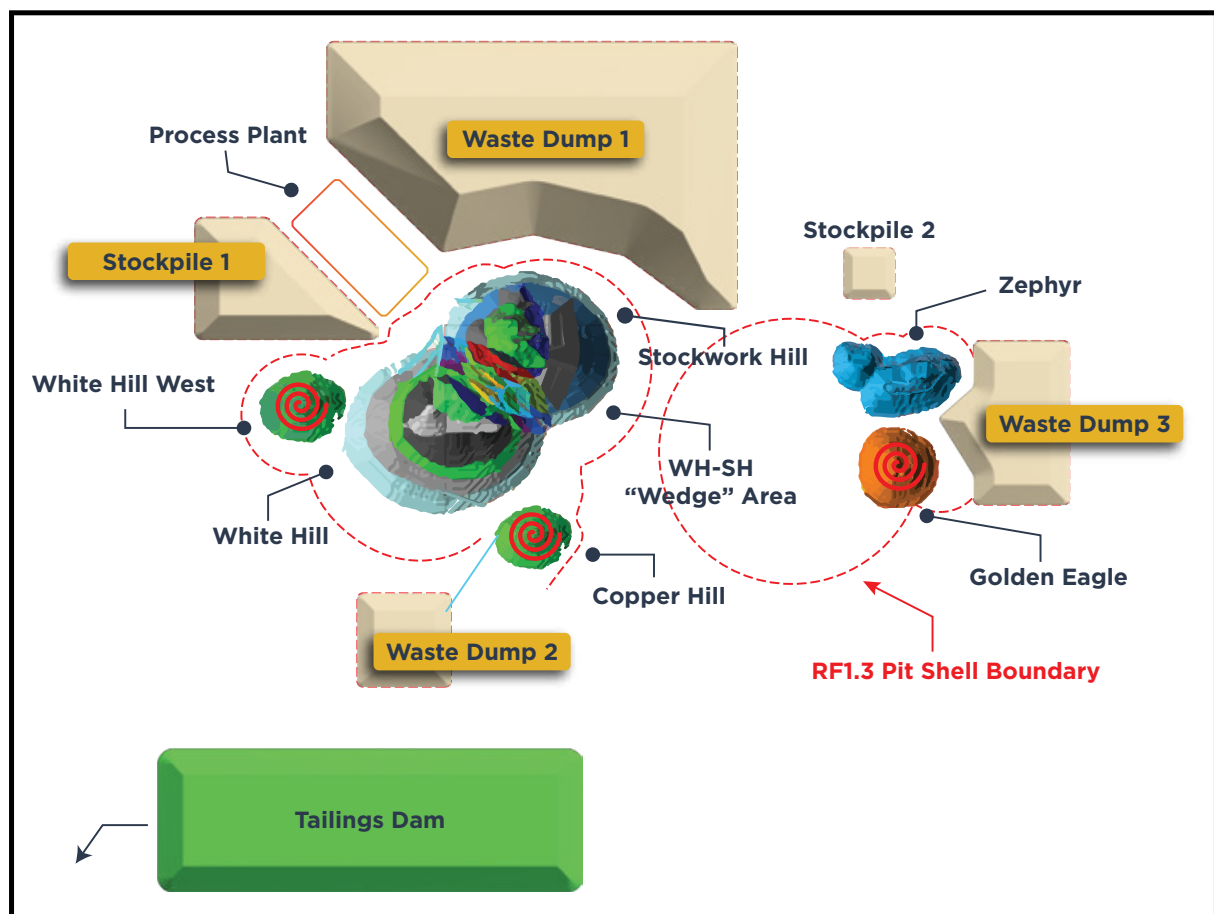 Process Plant
Waste Dump 1
Stockpile 1
Stockpile 2
Zephyr
Stockwork Hill
White Hill West
Waste Dump 3
WH-SH
“Wedge” Area
White Hill
Golden Eagle
Copper Hill
Waste Dump 2
RF1.3 Pit Shell Boundary
Tailings Dam